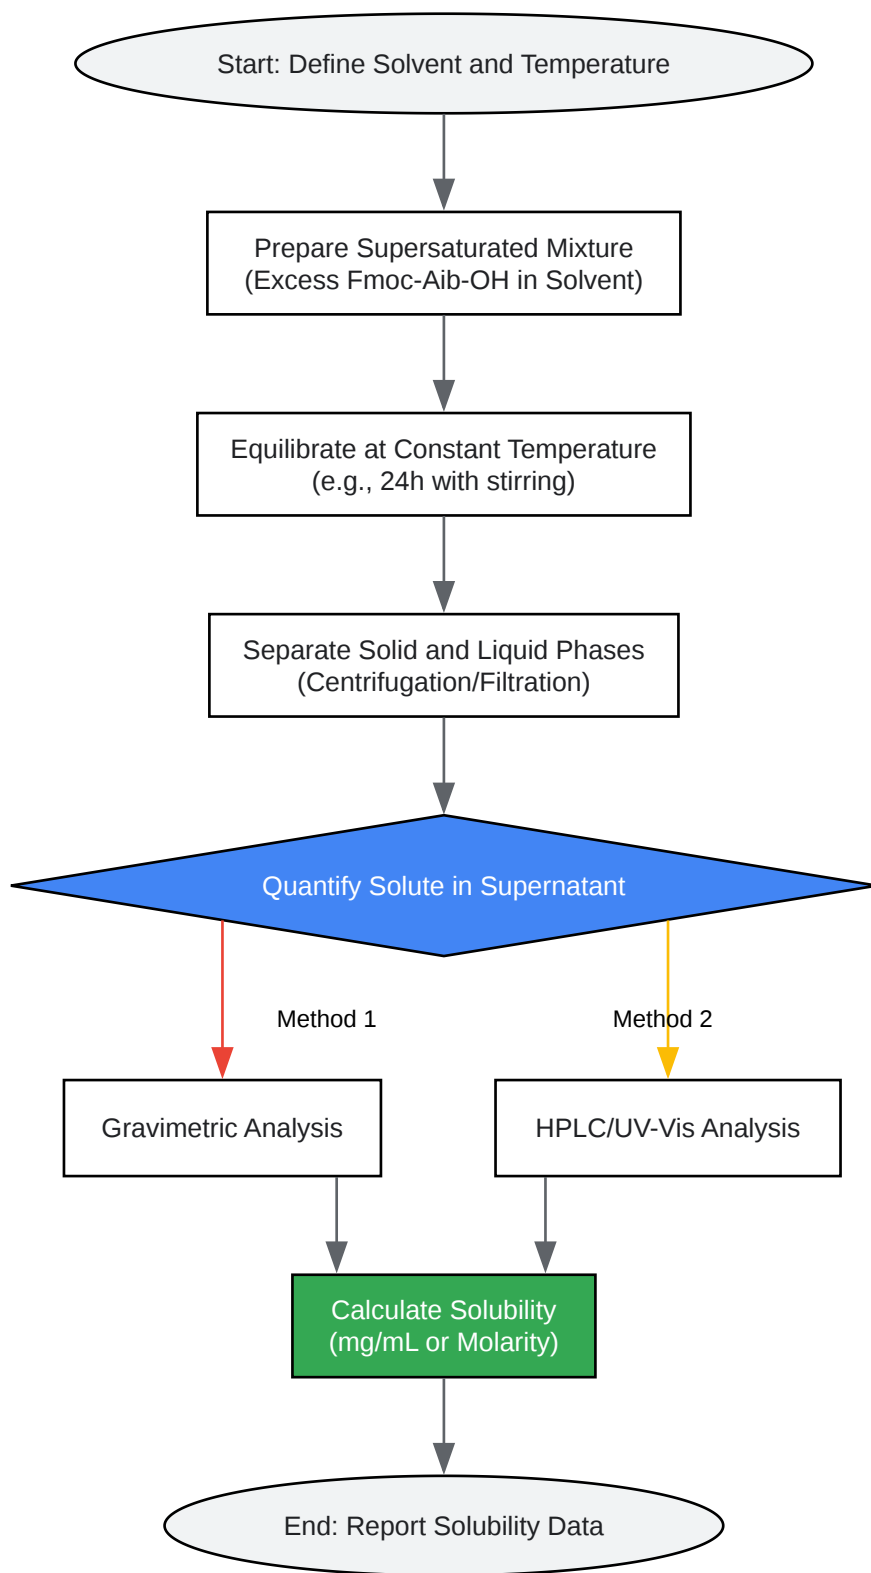 Start: Define Solvent and Temperature
Prepare Supersaturated Mixture
(Excess Fmoc-Aib-OH in Solvent)
Equilibrate at Constant Temperature
(e.g., 24h with stirring)
Separate Solid and Liquid Phases
(Centrifugation/Filtration)
Quantify Solute in Supernatant
Method 1
Method 2
Gravimetric Analysis
HPLC/UV-Vis Analysis
Calculate Solubility
(mg/mL or Molarity)
End: Report Solubility Data